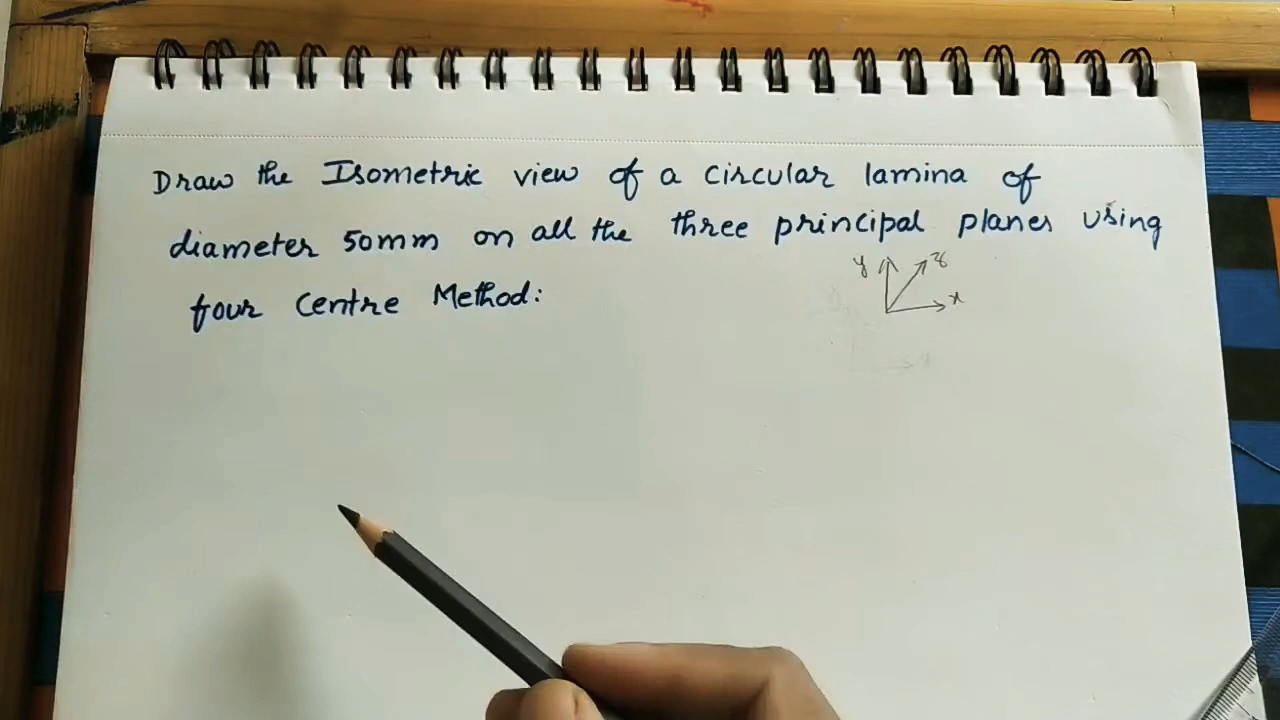 Draw the Isometric view of a circular lamina of
diameter 50mm on all the three principal planes using
four Centre Method:
y z
x